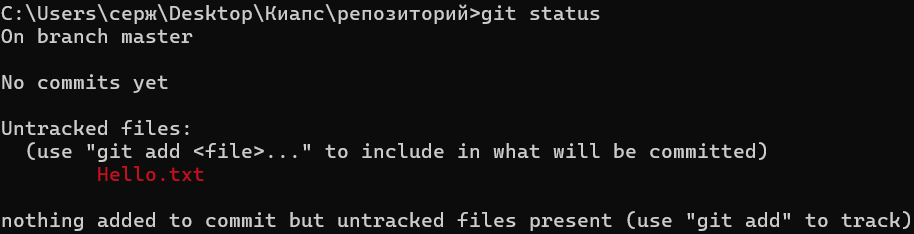 C:\Users\серж\Desktop\Киапс\репозиторий>git status
On branch master
No commits yet
Untracked files:
(use "git add <file>..." to include in what will be committed)
Hello.txt
nothing added to commit but untracked files present (use "git add" to track)